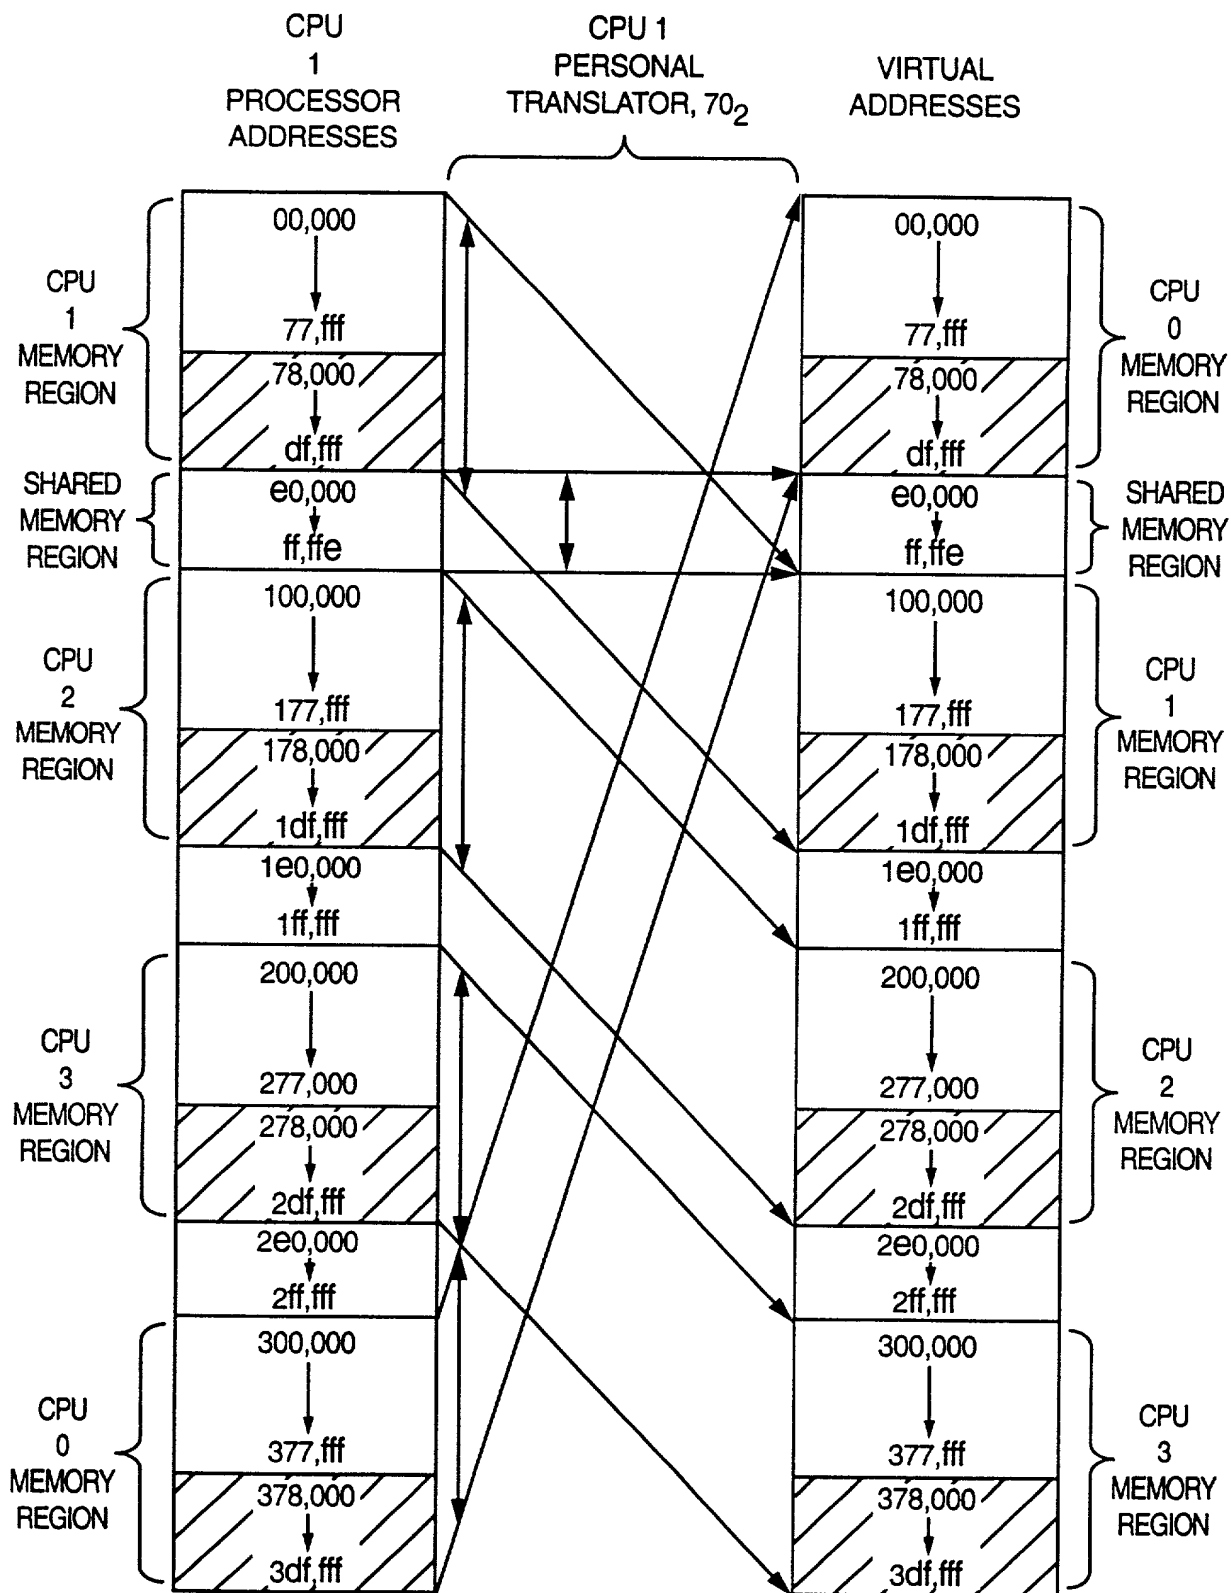 CPU
1
PROCESSOR
ADDRESSES
CPU 1
PERSONAL
TRANSLATOR, 70₂
VIRTUAL
ADDRESSES
CPU
1
MEMORY
REGION
00,000
77,fff
78,000
df,fff
SHARED
MEMORY
REGION
e0,000
ff,ffe
CPU
2
MEMORY
REGION
100,000
177,fff
178,000
1df,fff
1e0,000
1ff,fff
CPU
3
MEMORY
REGION
200,000
277,000
278,000
2df,fff
2e0,000
2ff,fff
CPU
0
MEMORY
REGION
300,000
377,fff
378,000
3df,fff
00,000
77,fff
78,000
df,fff
CPU
0
MEMORY
REGION
e0,000
ff,ffe
SHARED
MEMORY
REGION
100,000
177,fff
178,000
1df,fff
CPU
1
MEMORY
REGION
1e0,000
1ff,fff
200,000
277,000
278,000
2df,fff
CPU
2
MEMORY
REGION
2e0,000
2ff,fff
300,000
377,fff
378,000
3df,fff
CPU
3
MEMORY
REGION